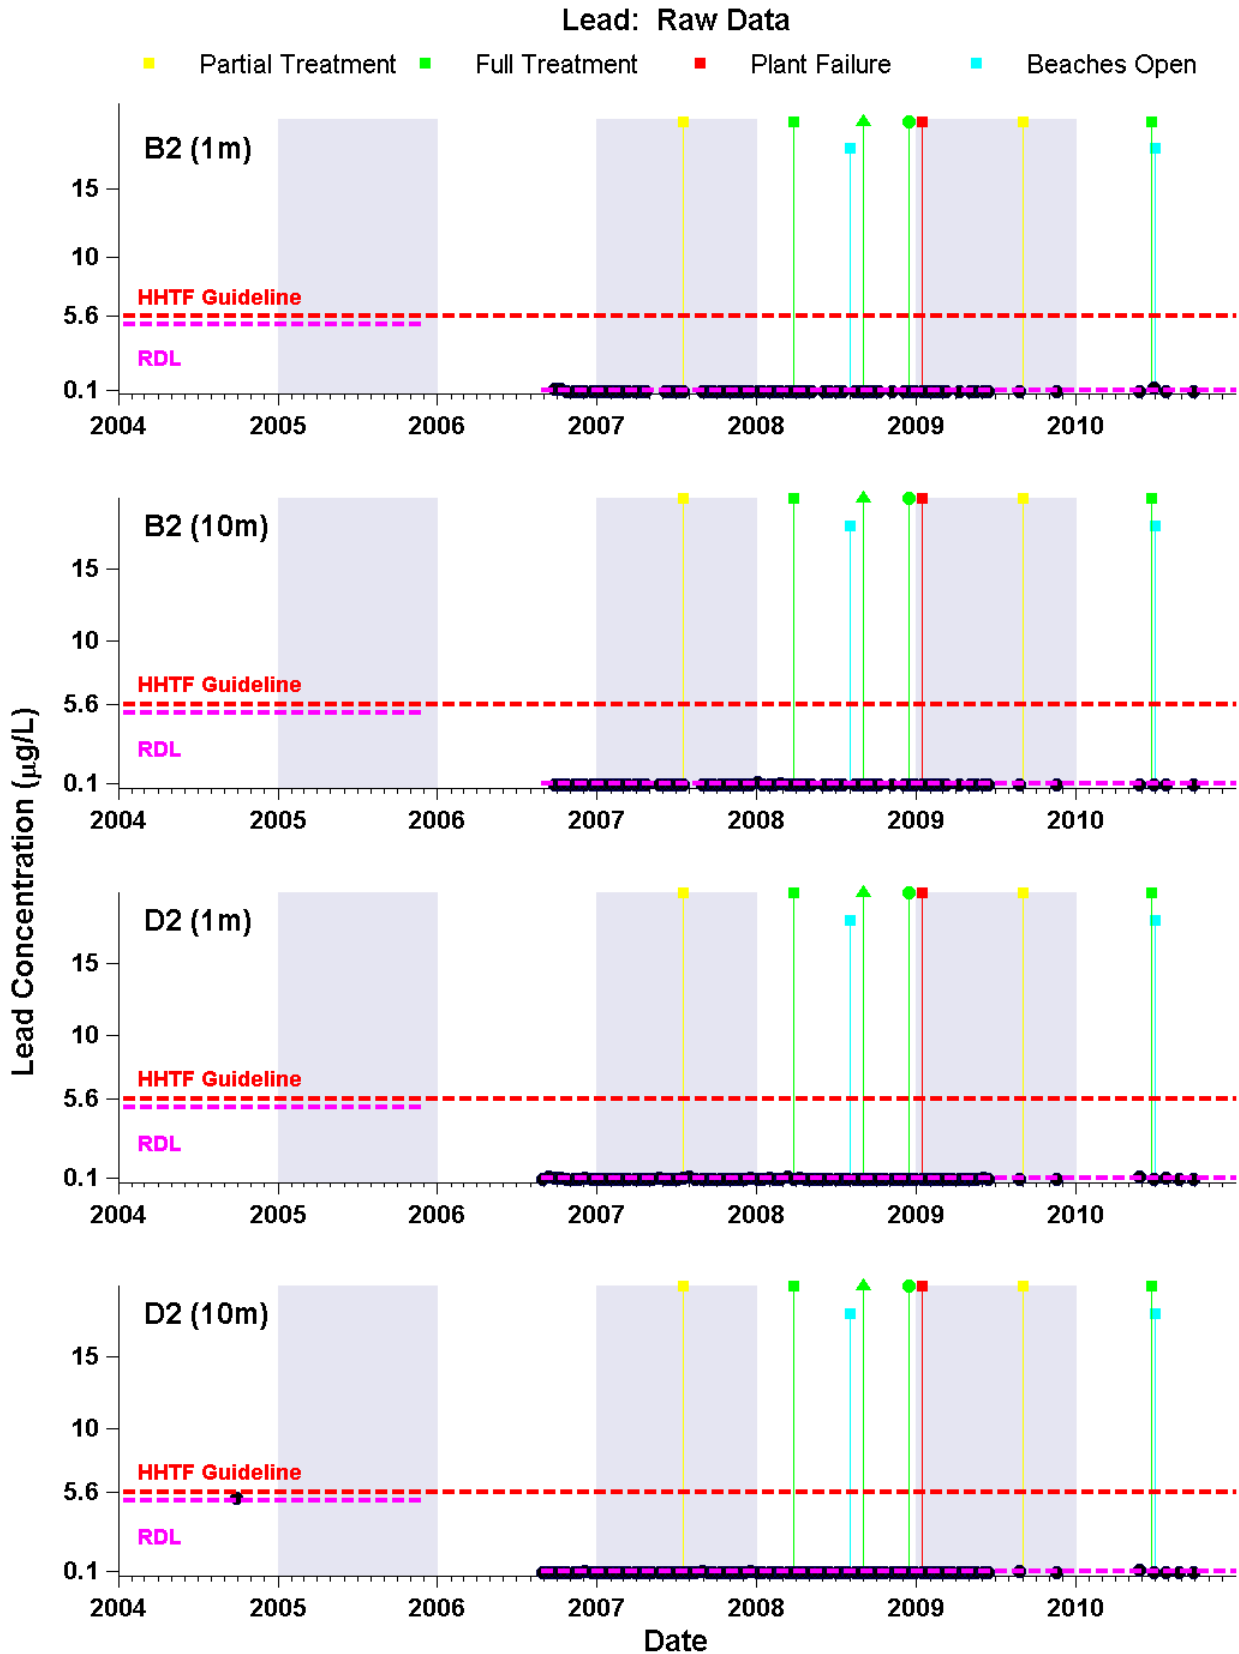 Lead:  Raw Data
Partial Treatment Full Treatment Plant Failure Beaches Open
B2 (1m)
15
10
HHTF Guideline
5.6
RDL
0.1
2004 2005 2006 2007 2008 2009 2010
B2 (10m)
15
10
HHTF Guideline
5.6
RDL
0.1
2004 2005 2006 2007 2008 2009 2010
Lead Concentration (μg/L)
D2 (1m)
15
10
HHTF Guideline
5.6
RDL
0.1
2004 2005 2006 2007 2008 2009 2010
D2 (10m)
15
10
HHTF Guideline
5.6
RDL
0.1
2004 2005 2006 2007 2008 2009 2010
Date